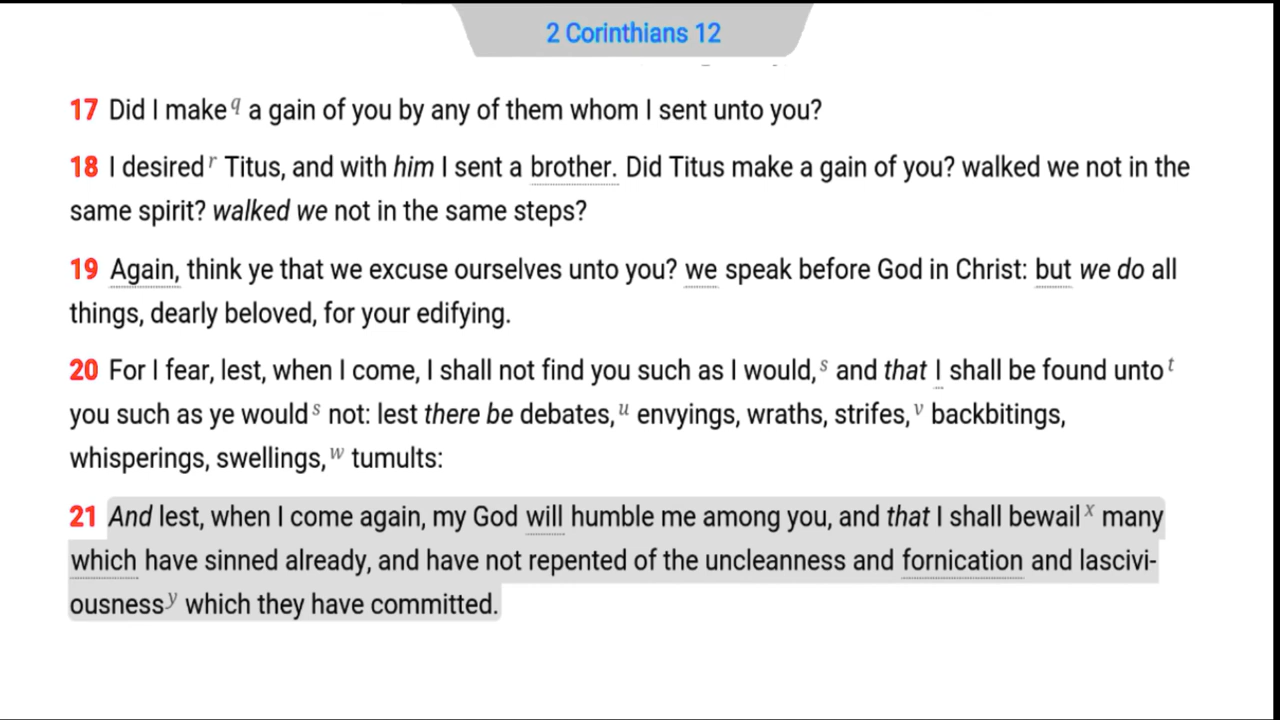 2 Corinthians 12
17 Did I make q a gain of you by any of them whom I sent unto you?
18 I desired r Titus, and with him I sent a brother. Did Titus make a gain of you? walked we not in the
same spirit? walked we not in the same steps?
19 Again, think ye that we excuse ourselves unto you? we speak before God in Christ: but we do all
things, dearly beloved, for your edifying.
20 For I fear, lest, when I come, I shall not find you such as I would, s and that I shall be found unto t
you such as ye would s not: lest there be debates, u envyings, wraths, strifes, v backbitings,
whisperings, swellings, w tumults:
21 And lest, when I come again, my God will humble me among you, and that I shall bewail x many
which have sinned already, and have not repented of the uncleanness and fornication and lascivi-
ousness y which they have committed.